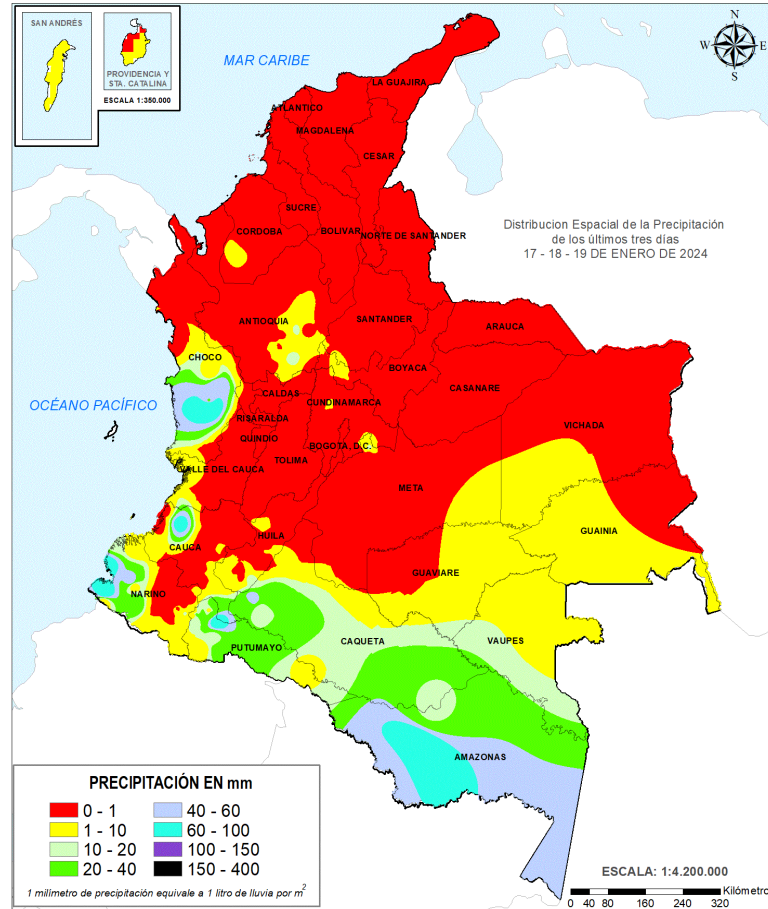 SAN ANDRÉS
PROVIDENCIA Y
STA. CATALINA
ESCALA 1:350.000
MAR CARIBE
N
W
E
S
LA GUAJIRA
ATLANTICO
MAGDALENA
CESAR
SUCRE
CORDOBA
BOLIVAR
NORTE DE SANTANDER
Distribucion Espacial de la Precipitación
de los últimos tres días
17 - 18 - 19 DE ENERO DE 2024
ANTIOQUIA
SANTANDER
ARAUCA
CHOCO
BOYACA
CASANARE
OCÉANO PACÍFICO
CALDAS
CUNDINAMARCA
RISARALDA
VICHADA
QUINDIO
BOGOTA, D.C.
VALLE DEL CAUCA
TOLIMA
META
GUAINIA
HUILA
CAUCA
GUAVIARE
NARIÑO
CAQUETA
VAUPES
PUTUMAYO
AMAZONAS
PRECIPITACIÓN EN mm
0 - 1
40 - 60
1 - 10
60 - 100
10 - 20
100 - 150
20 - 40
150 - 400
1 milímetro de precipitación equivale a 1 litro de lluvia por m2
ESCALA: 1:4.200.000
Kilómetro
0 40 80 160 240 320